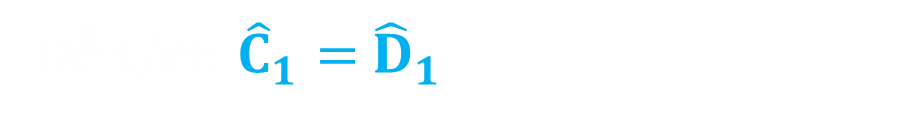 Ĉ₁ = D̂₁